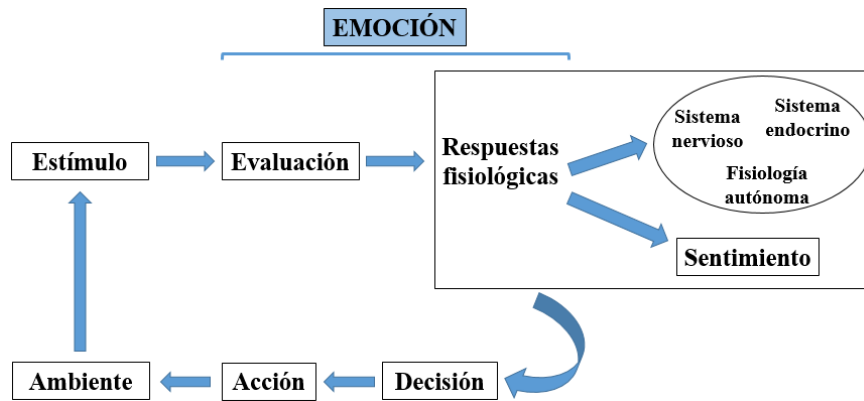 EMOCIÓN
Estímulo
Evaluación
Respuestas
fisiológicas
Sistema
nervioso
Sistema
endocrino
Fisiología
autónoma
Sentimiento
Ambiente
Acción
Decisión